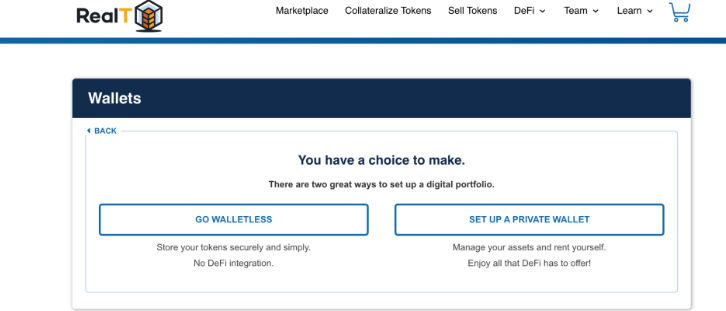 RealT
Marketplace Collateralize Tokens Sell Tokens DeFi Team Learn
Wallets
BACK
You have a choice to make.
There are two great ways to set up a digital portfolio.
GO WALLETLESS SET UP A PRIVATE WALLET
Store your tokens securely and simply. Manage your assets and rent yourself.
No DeFi integration. Enjoy all that DeFi has to offer!